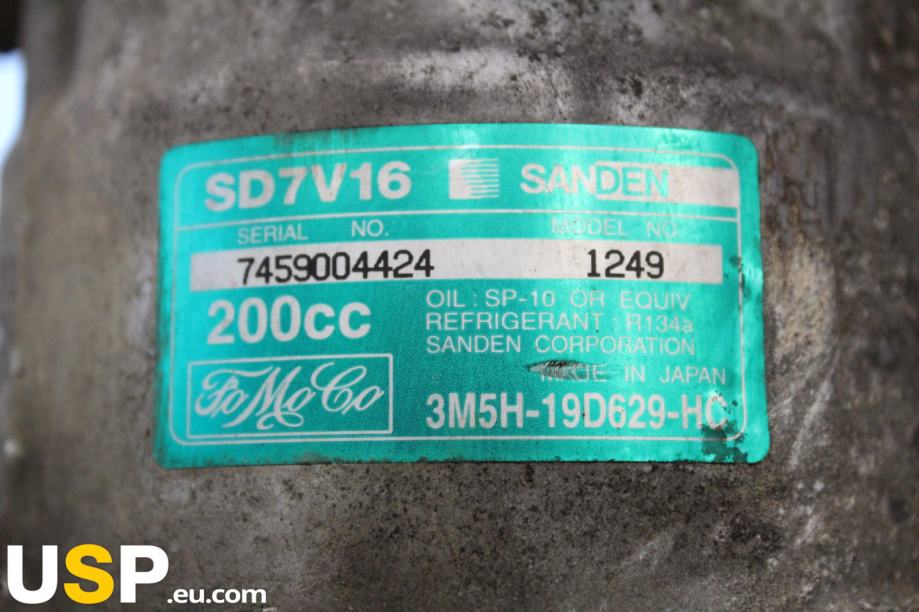 SD7V16 SANDEN
SERIAL NO. MODEL NO.
7459004424 1249
200cc
OIL : SP-10 OR EQUIV
REFRIGERANT : R134a
SANDEN CORPORATION
MADE IN JAPAN
FoMoCo
3M5H-19D629-HC
USP.eu.com